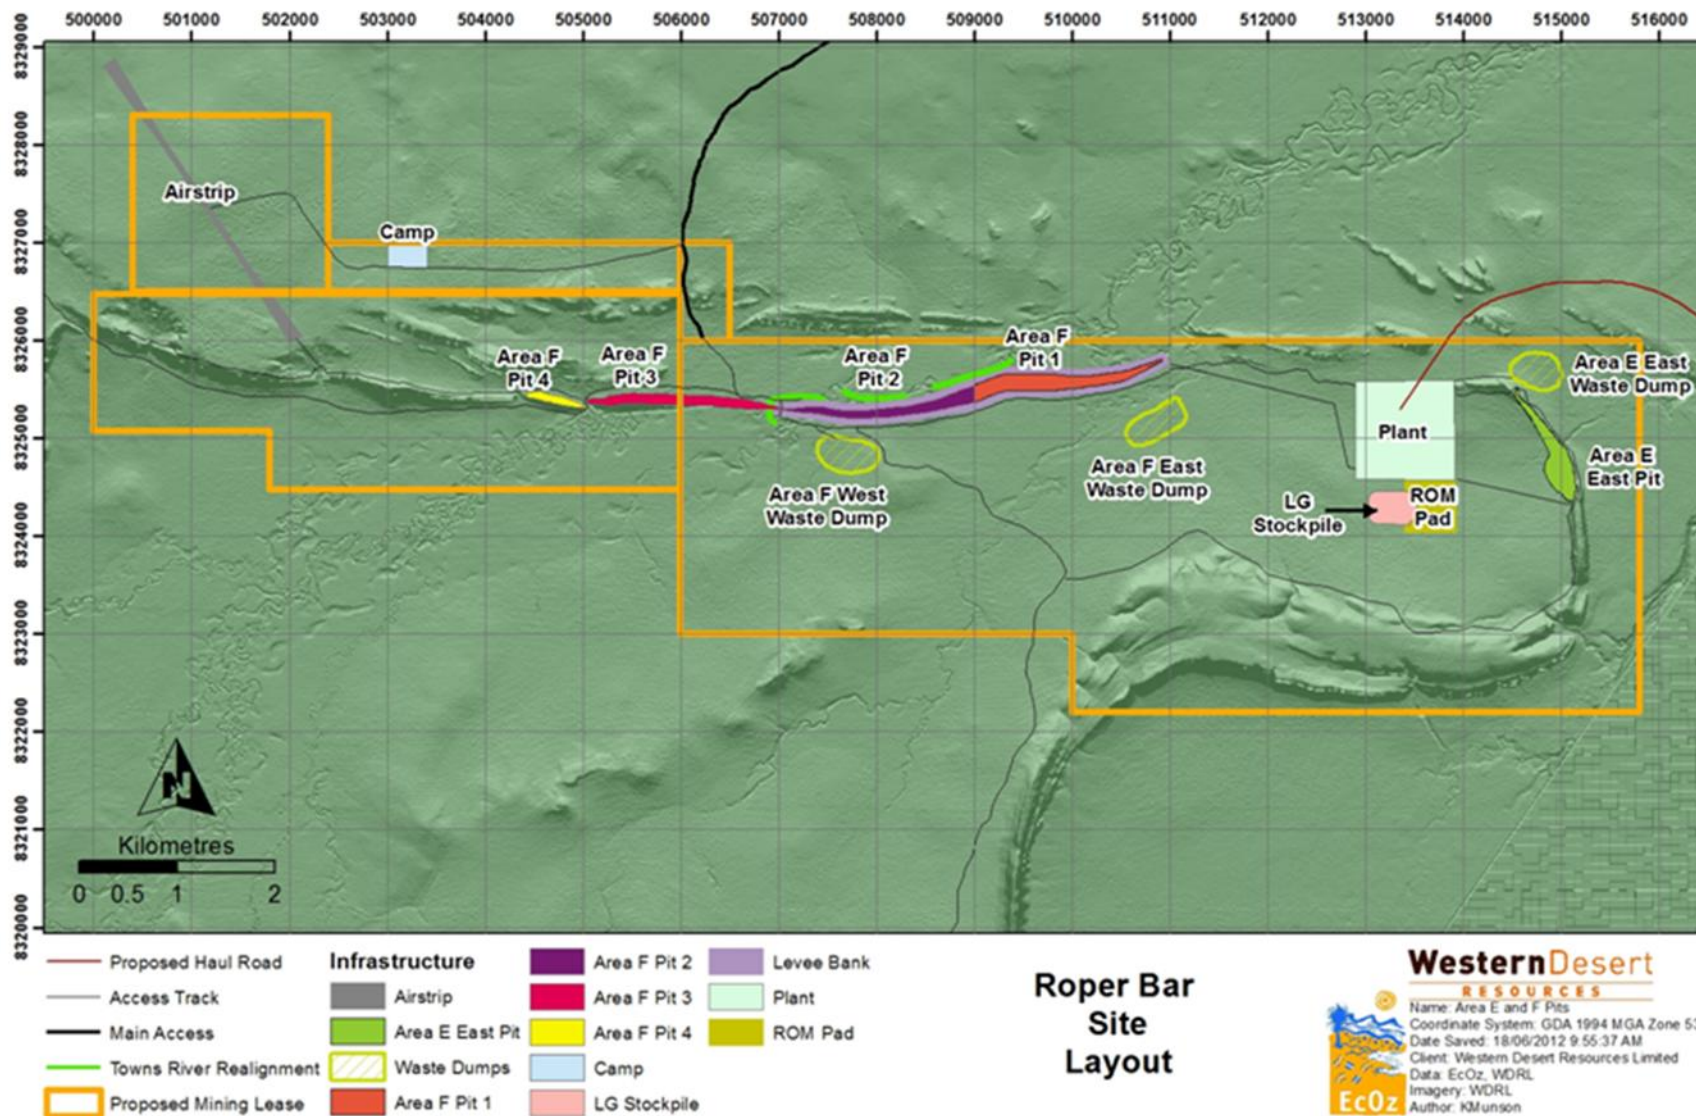 500000 501000 502000 503000 504000 505000 506000 507000 508000 509000 510000 511000 512000 513000 514000 515000 516000
8329000
8328000
8327000
8326000
8325000
8324000
8323000
8322000
8321000
8320000
Airstrip
Camp
Area F
Pit 4
Area F
Pit 3
Area F
Pit 2
Area F
Pit 1
Area E East
Waste Dump
Plant
Area E
East Pit
Area F West
Waste Dump
Area F East
Waste Dump
LG
Stockpile
ROM
Pad
N
Kilometres
0 0.5 1 2
Proposed Haul Road
Access Track
Main Access
Towns River Realignment
Proposed Mining Lease
Infrastructure
Airstrip
Area E East Pit
Waste Dumps
Area F Pit 1
Area F Pit 2
Area F Pit 3
Area F Pit 4
Camp
LG Stockpile
Levee Bank
Plant
ROM Pad
Roper Bar
Site
Layout
WesternDesert
RESOURCES
Name: Area E and F Pits
Coordinate System: GDA 1994 MGA Zone 53
Date Saved: 18/06/2012 9:55:37 AM
Client: Western Desert Resources Limited
Data: EcOz, WDRL
Imagery: WDRL
Author: KMunson
EcOz